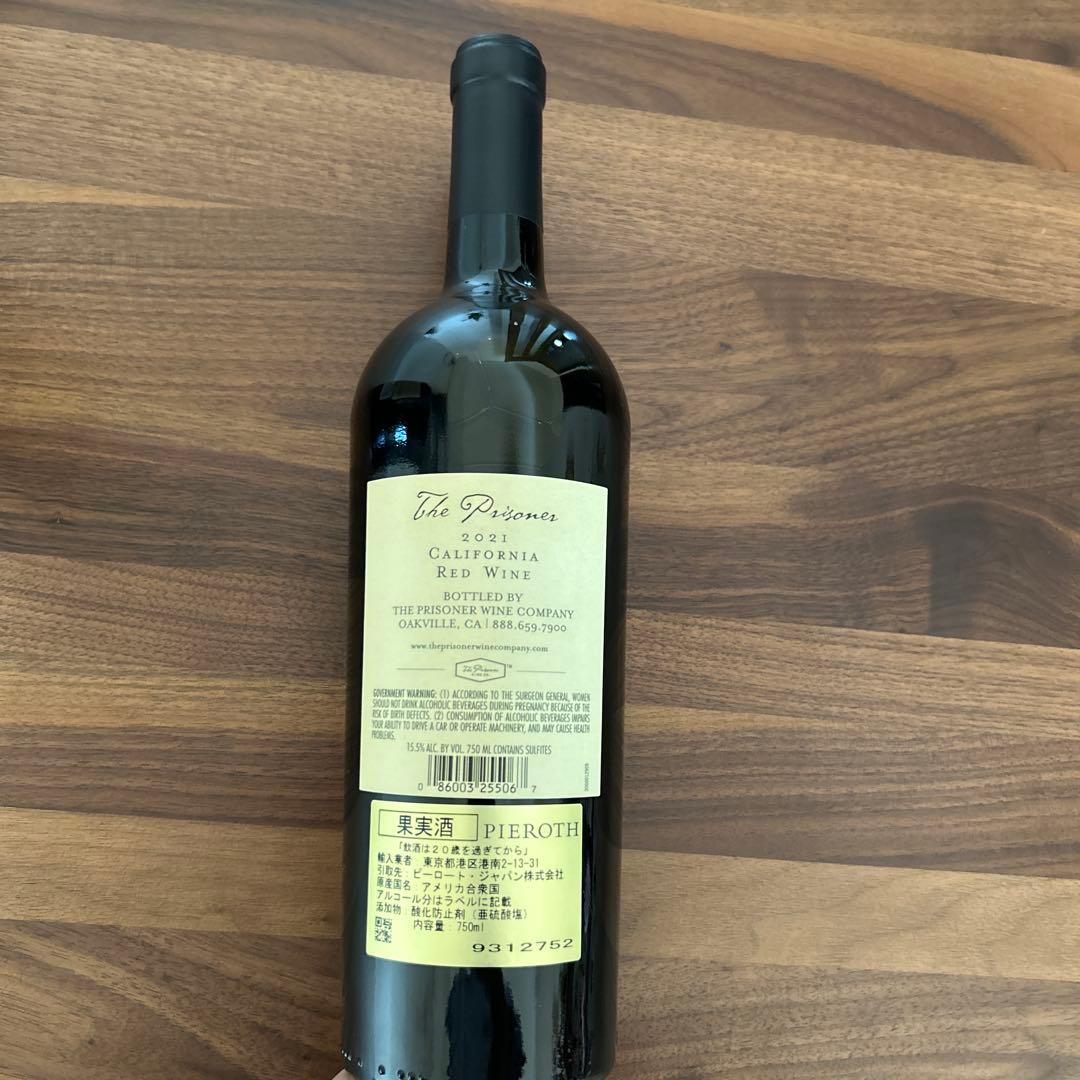 The Prisoner
2021
CALIFORNIA
RED WINE
BOTTLED BY
THE PRISONER WINE COMPANY
OAKVILLE, CA | 888.659.7900
www.theprisonerwinecompany.com
The Prisoner
WINE CO.
TM
GOVERNMENT WARNING: (1) ACCORDING TO THE SURGEON GENERAL, WOMEN
SHOULD NOT DRINK ALCOHOLIC BEVERAGES DURING PREGNANCY BECAUSE OF THE
RISK OF BIRTH DEFECTS. (2) CONSUMPTION OF ALCOHOLIC BEVERAGES IMPAIRS
YOUR ABILITY TO DRIVE A CAR OR OPERATE MACHINERY, AND MAY CAUSE HEALTH
PROBLEMS.
15.5% ALC. BY VOL. 750 ML CONTAINS SULFITES
0 86003 25506 7
果実酒 PIEROTH
「飲酒は20歳を過ぎてから」
輸入業者:東京都港区港南2-13-31
引取先:ピーロート・ジャパン株式会社
原産国名:アメリカ合衆国
アルコール分はラベルに記載
添加物:酸化防止剤(亜硫酸塩)
内容量:750ml
9312752